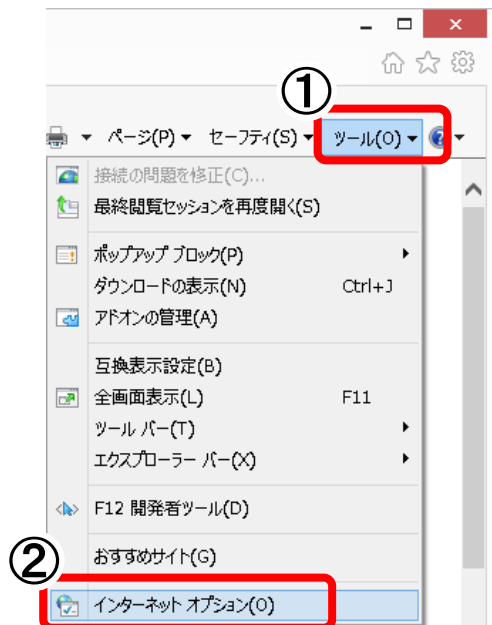 ①
ページ(P) セーフティ(S) ツール(O)
接続の問題を修正(C)...
最終閲覧セッションを再度開く(S)
ポップアップ ブロック(P)
ダウンロードの表示(N) Ctrl+J
アドオンの管理(A)
互換表示設定(B)
全画面表示(L) F11
ツール バー(T)
エクスプローラー バー(X)
F12 開発者ツール(D)
おすすめサイト(G)
②
インターネット オプション(O)